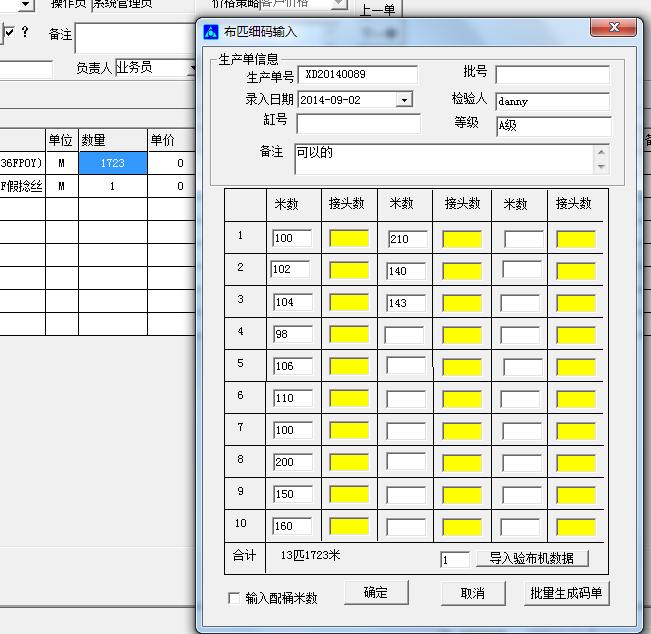 操作员 系统管理员 价格策略 客户价格 上一单
? 备注
负责人 业务员
单位 数量 单价
36FPOY) M 1723 0
F假捻丝 M 1 0
布匹细码输入
生产单信息
生产单号 XD20140089 批号
录入日期 2014-09-02 检验人 danny
缸号 等级 A级
备注 可以的
米数 接头数 米数 接头数 米数 接头数
1 100 210
2 102 140
3 104 143
4 98
5 106
6 110
7 100
8 200
9 150
10 160
合计 13匹1723米 1 导入验布机数据
输入配桶米数 确定 取消 批量生成码单